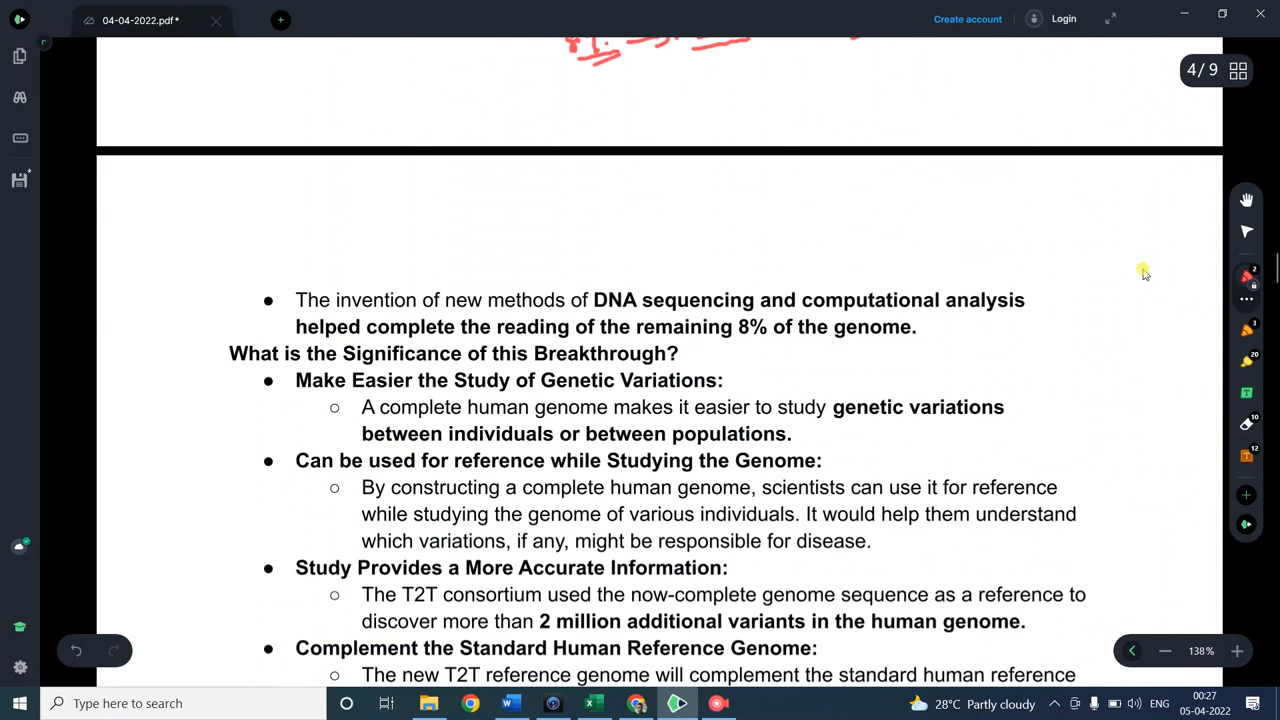 04-04-2022.pdf*
Create account
Login
4/9
● The invention of new methods of DNA sequencing and computational analysis
helped complete the reading of the remaining 8% of the genome.
What is the Significance of this Breakthrough?
● Make Easier the Study of Genetic Variations:
○ A complete human genome makes it easier to study genetic variations
between individuals or between populations.
● Can be used for reference while Studying the Genome:
○ By constructing a complete human genome, scientists can use it for reference
while studying the genome of various individuals. It would help them understand
which variations, if any, might be responsible for disease.
● Study Provides a More Accurate Information:
○ The T2T consortium used the now-complete genome sequence as a reference to
discover more than 2 million additional variants in the human genome.
● Complement the Standard Human Reference Genome:
○ The new T2T reference genome will complement the standard human reference
2
3
20
10
12
138%
Type here to search
28°C Partly cloudy
ENG
00:27
05-04-2022